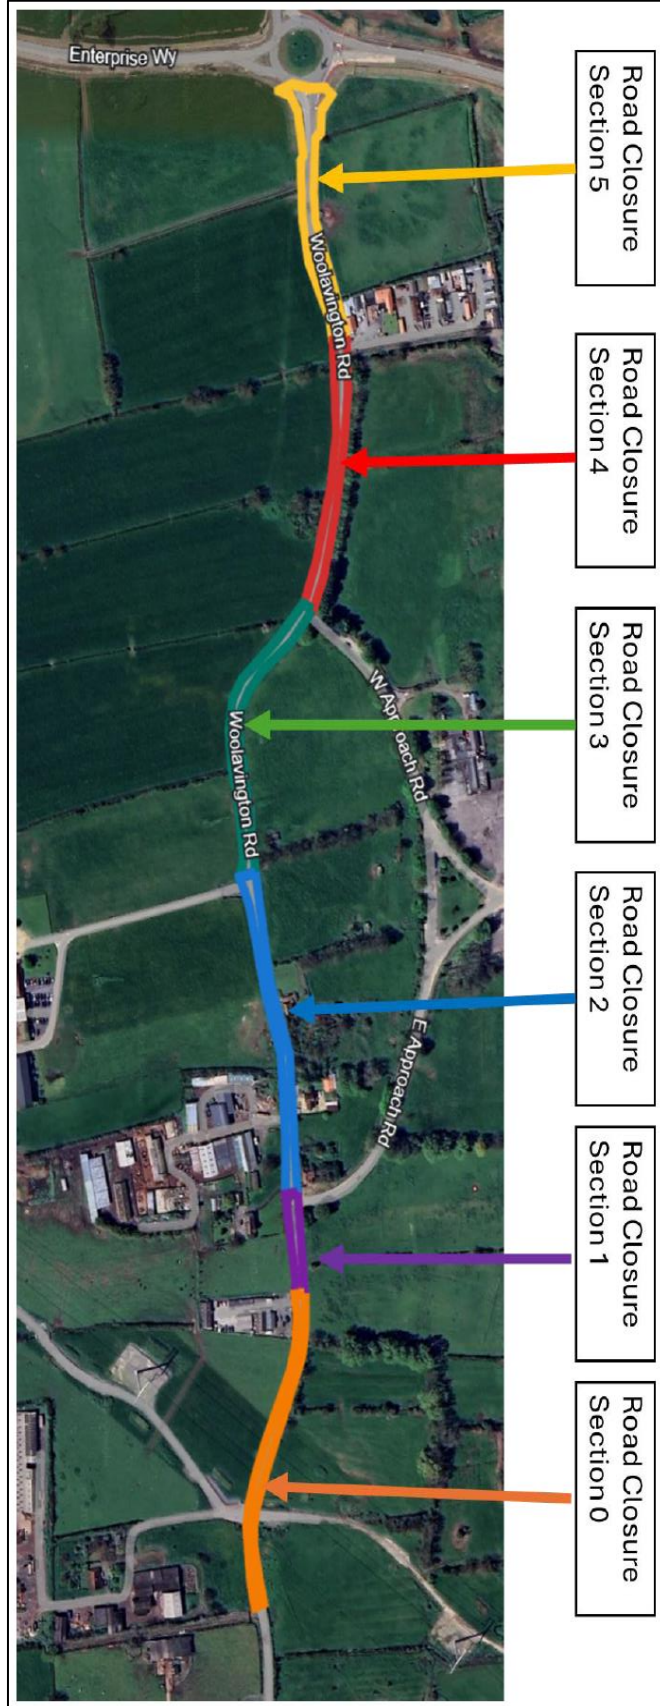 Enterprise Wy
Road Closure
Section 5
Woolavington Rd
Road Closure
Section 4
Road Closure
Section 3
W Approach Rd
Woolavington Rd
Road Closure
Section 2
E Approach Rd
Road Closure
Section 1
Road Closure
Section 0